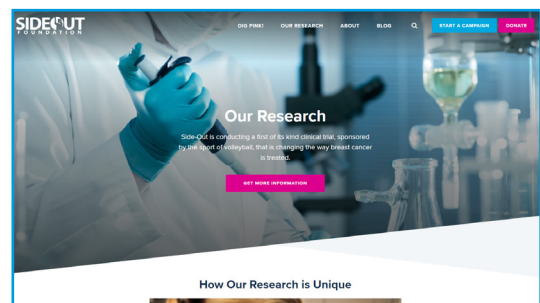 SIDEOUT
FOUNDATION
DIG PINK!
OUR RESEARCH
ABOUT
BLOG
START A CAMPAIGN
DONATE
Our Research
Side-Out is conducting a first of its kind clinical trial, sponsored
by the sport of volleyball, that is changing the way breast cancer
is treated.
GET MORE INFORMATION
How Our Research is Unique